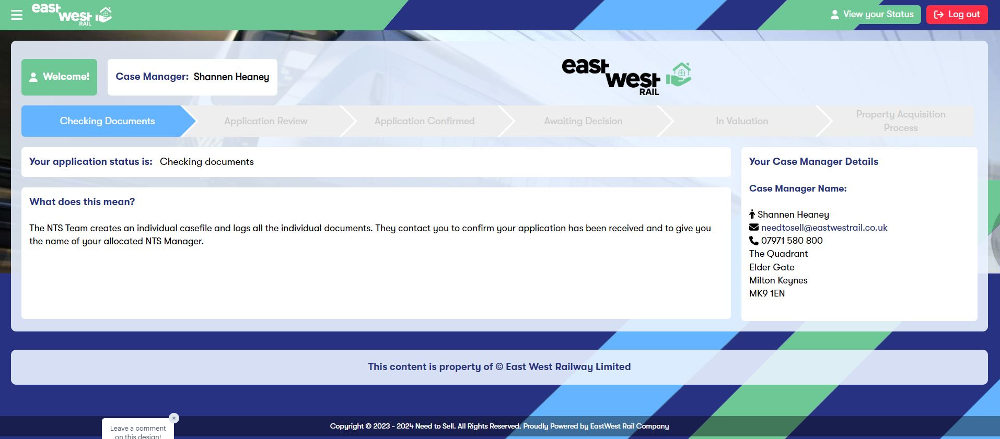 east
west
RAIL
View your Status
Log out
Welcome!
Case Manager: Shannen Heaney
east
west
RAIL
Checking Documents
Application Review
Application Confirmed
Awaiting Decision
In Valuation
Property Acquisition
Process
Your application status is: Checking documents
What does this mean?
The NTS Team creates an individual casefile and logs all the individual documents. They contact you to confirm your application has been received and to give you
the name of your allocated NTS Manager.
Your Case Manager Details
Case Manager Name:
Shannen Heaney
needtosell@eastwestrail.co.uk
07971 580 800
The Quadrant
Elder Gate
Milton Keynes
MK9 1EN
This content is property of © East West Railway Limited
Leave a comment
on this design!
Copyright © 2023 - 2024 Need to Sell. All Rights Reserved. Proudly Powered by EastWest Rail Company